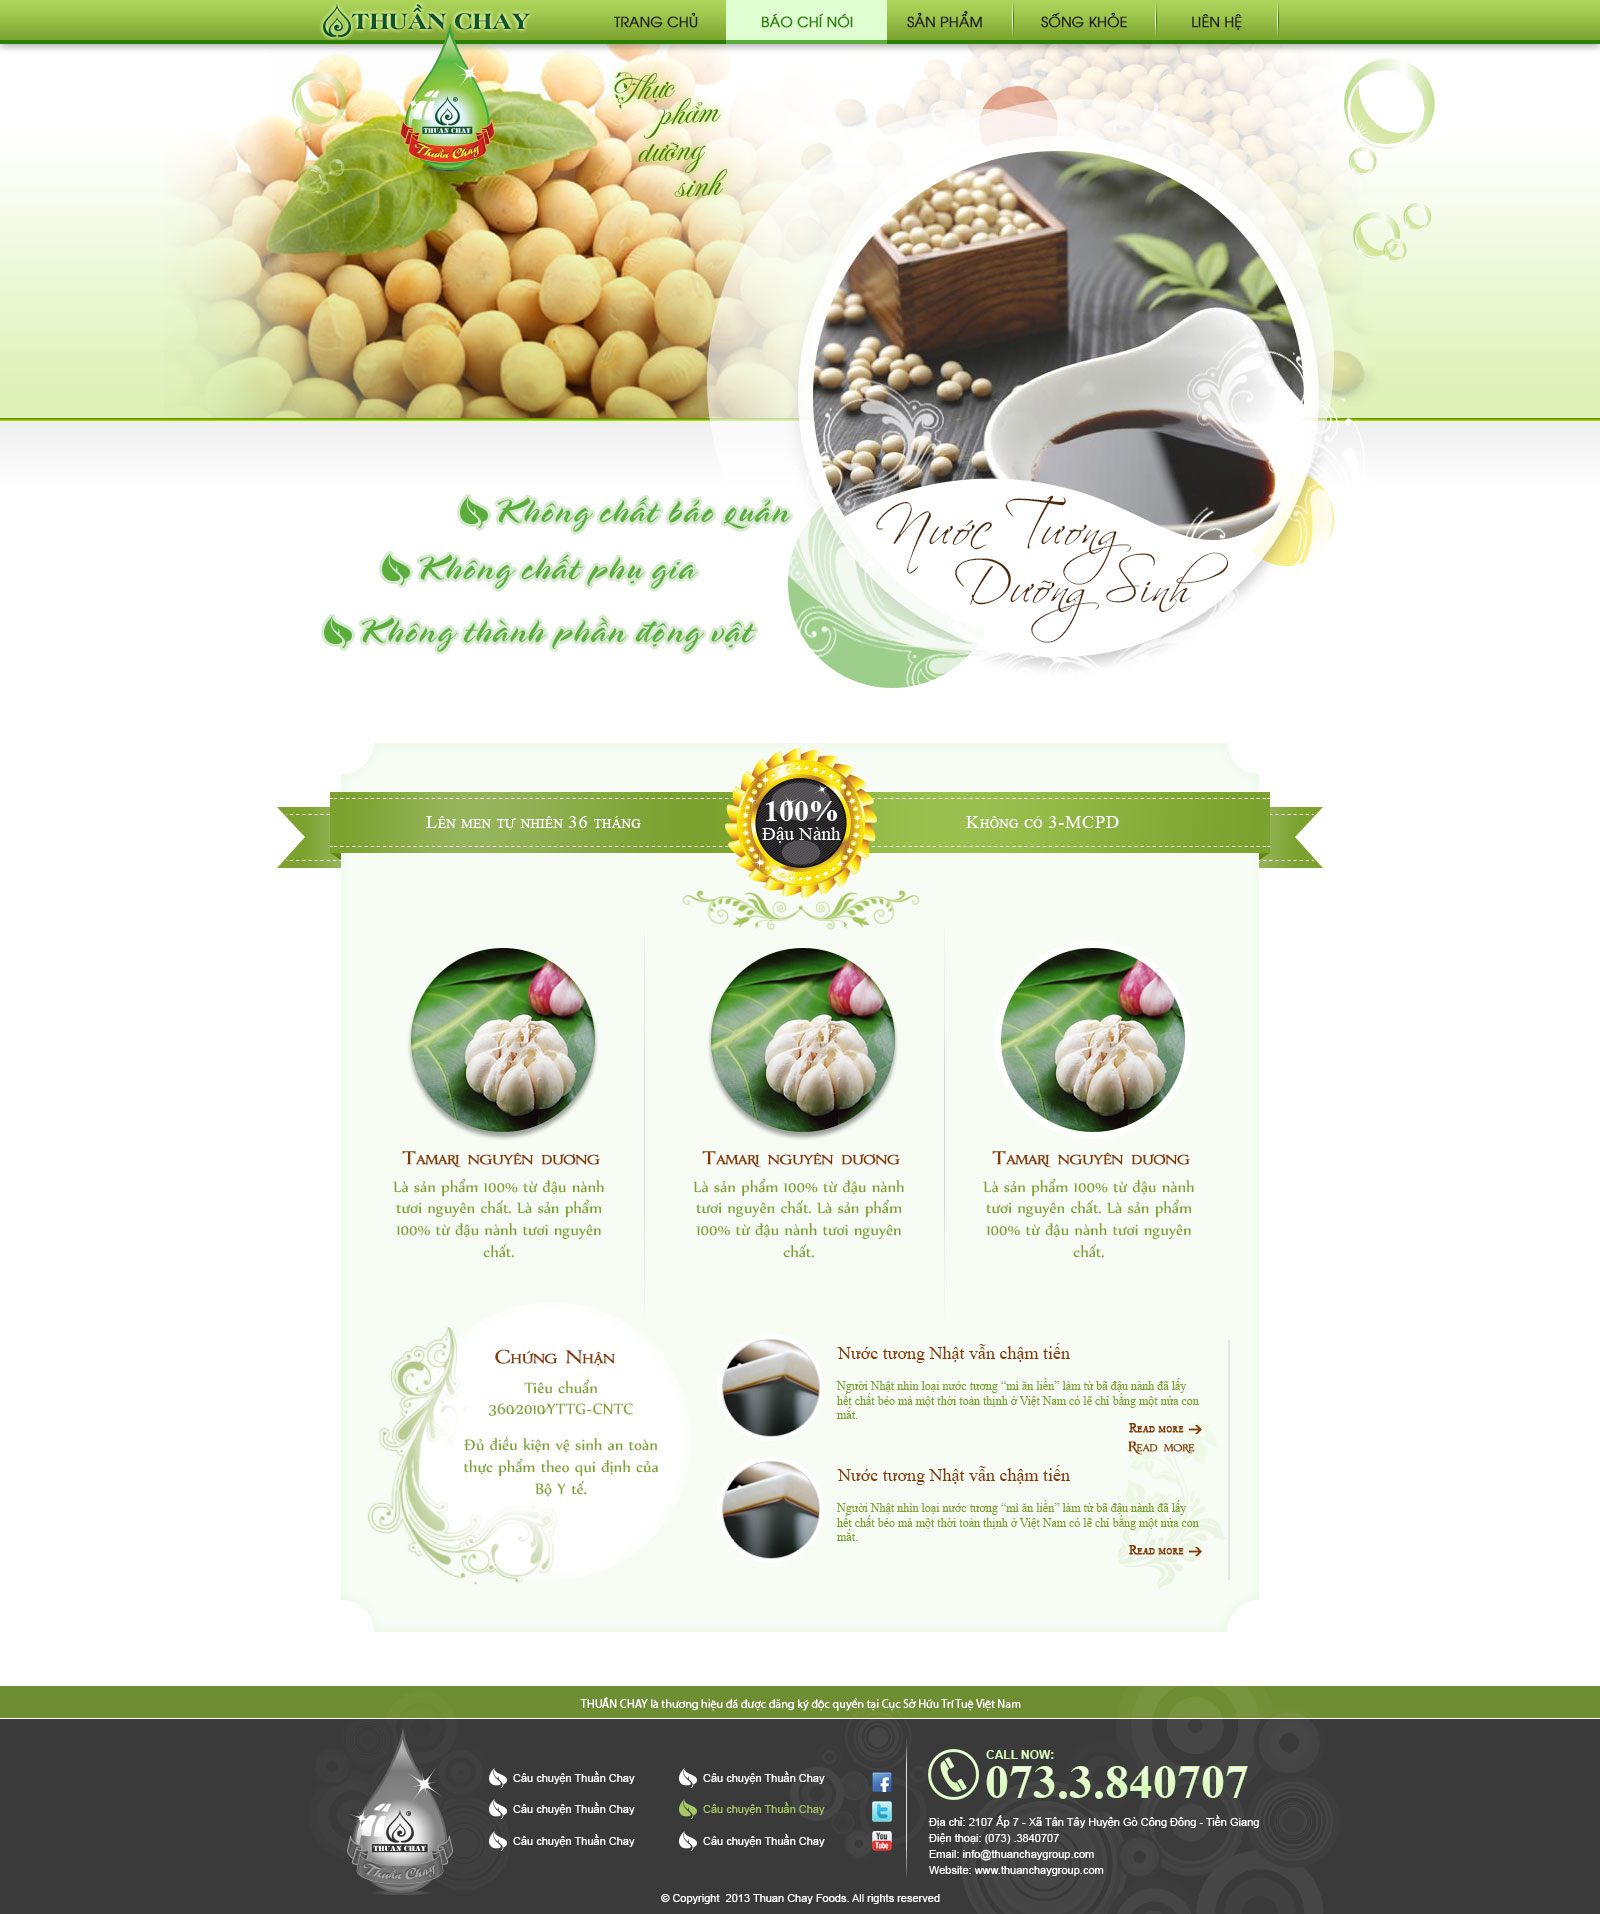 THUẦN CHAY
TRANG CHỦ
BÁO CHÍ NÓI
SẢN PHẨM
SỐNG KHỎE
LIÊN HỆ
THUẦN CHAY
Thuần Chay
Thực
phẩm
dưỡng
sinh
Không chất bảo quản
Không chất phụ gia
Không thành phần động vật
Nước Tương
Dưỡng Sinh
Lên men tự nhiên 36 tháng
100%
Đậu Nành
Không có 3-MCPD
Tamari nguyên dương
Là sản phẩm 100% từ đậu nành
tươi nguyên chất. Là sản phẩm
100% từ đậu nành tươi nguyên
chất.
Tamari nguyên dương
Là sản phẩm 100% từ đậu nành
tươi nguyên chất. Là sản phẩm
100% từ đậu nành tươi nguyên
chất.
Tamari nguyên dương
Là sản phẩm 100% từ đậu nành
tươi nguyên chất. Là sản phẩm
100% từ đậu nành tươi nguyên
chất.
Chứng Nhận
Tiêu chuẩn
360/2010/YTTG-CNTC
Đủ điều kiện vệ sinh an toàn
thực phẩm theo qui định của
Bộ Y tế.
Nước tương Nhật vẫn chậm tiến
Người Nhật nhìn loại nước tương “mì ăn liền” làm từ bã đậu nành đã lấy
hết chất béo mà một thời toàn thịnh ở Việt Nam có lẽ chỉ bằng một nửa con
mắt.
Read more
Read more
Nước tương Nhật vẫn chậm tiến
Người Nhật nhìn loại nước tương “mì ăn liền” làm từ bã đậu nành đã lấy
hết chất béo mà một thời toàn thịnh ở Việt Nam có lẽ chỉ bằng một nửa con
mắt.
Read more
THUẦN CHAY là thương hiệu đã được đăng ký độc quyền tại Cục Sở Hữu Trí Tuệ Việt Nam
THUẦN CHAY
Thuần Chay
Câu chuyện Thuần Chay
Câu chuyện Thuần Chay
Câu chuyện Thuần Chay
Câu chuyện Thuần Chay
Câu chuyện Thuần Chay
Câu chuyện Thuần Chay
You
Tube
CALL NOW:
073.3.840707
Địa chỉ: 2107 Ấp 7 - Xã Tân Tây Huyện Gò Công Đông - Tiền Giang
Điện thoại: (073) .3840707
Email: info@thuanchaygroup.com
Website: www.thuanchaygroup.com
© Copyright 2013 Thuan Chay Foods. All rights reserved